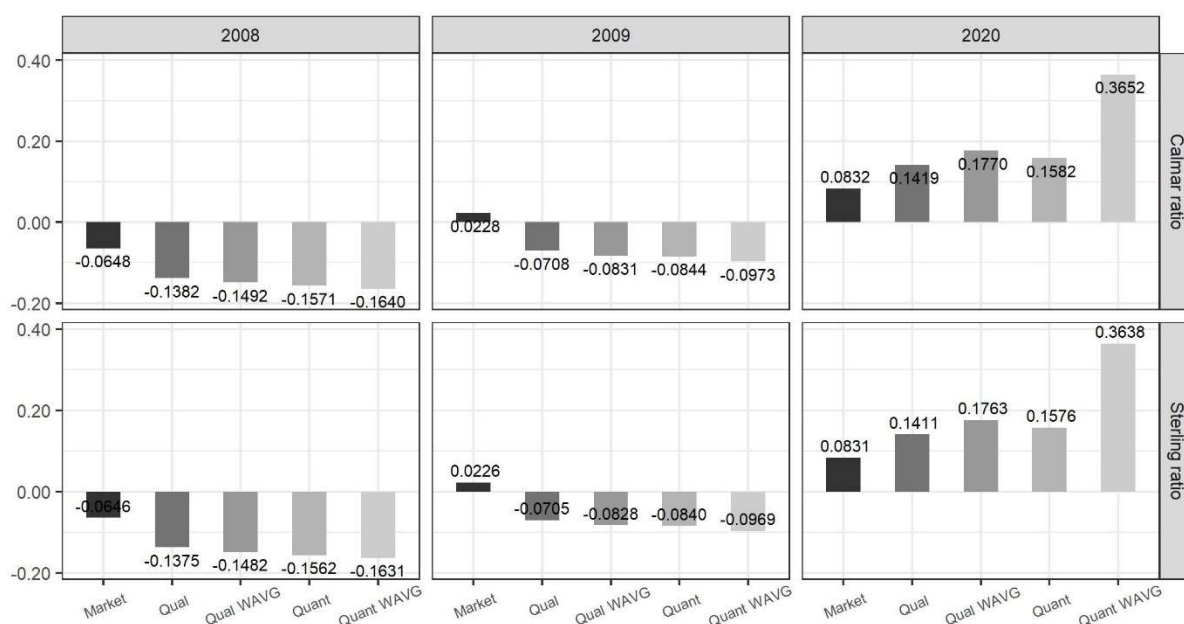 2008 2009 2020
0.40
0.20
0.00
-0.20
-0.0648 -0.1382 -0.1492 -0.1571 -0.1640
0.0228 -0.0708 -0.0831 -0.0844 -0.0973
0.0832 0.1419 0.1770 0.1582 0.3652
Calmar ratio
0.40
0.20
0.00
-0.20
-0.0646 -0.1375 -0.1482 -0.1562 -0.1631
0.0226 -0.0705 -0.0828 -0.0840 -0.0969
0.0831 0.1411 0.1763 0.1576 0.3638
Sterling ratio
Market Qual Qual WAVG Quant Quant WAVG
Market Qual Qual WAVG Quant Quant WAVG
Market Qual Qual WAVG Quant Quant WAVG